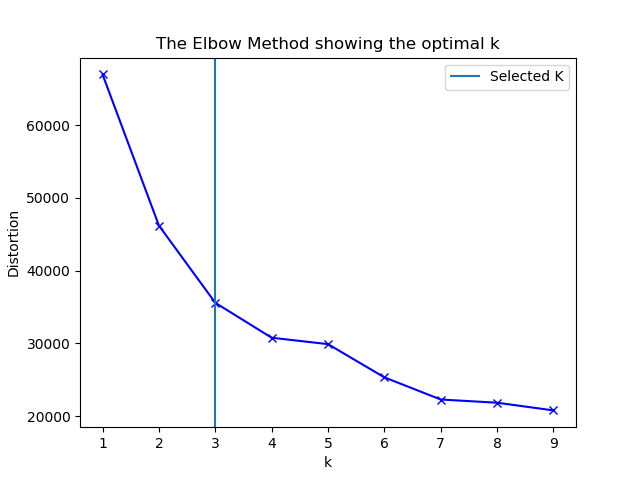 The Elbow Method showing the optimal k
Selected K
Distortion
60000
50000
40000
30000
20000
1 2 3 4 5 6 7 8 9
k